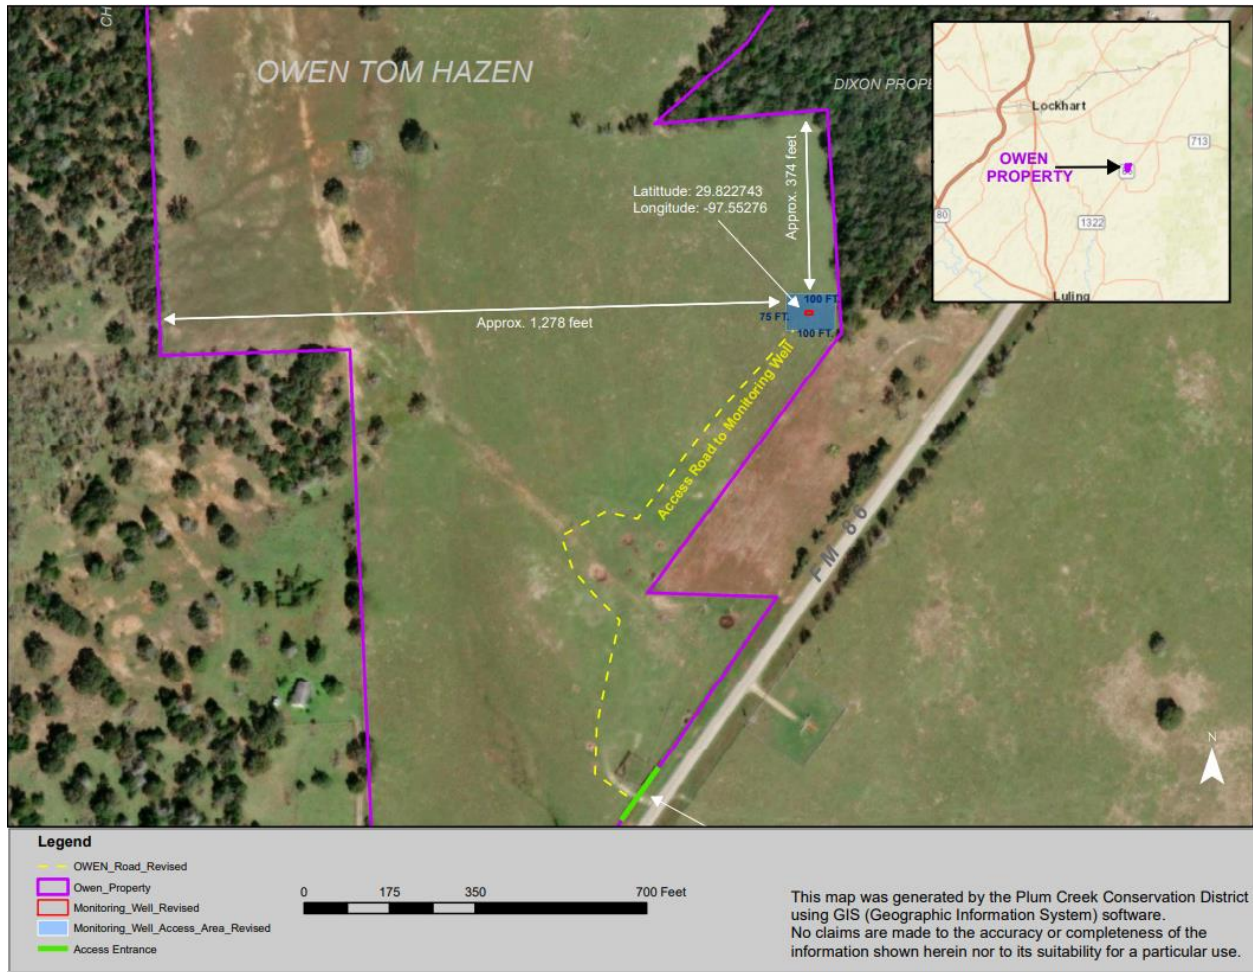 CH
OWEN TOM HAZEN
DIXON PROPE
Lockhart
713
OWEN
PROPERTY
86
80
1322
Luling
Approx. 374 feet
Latittude: 29.822743
Longitude: -97.55276
100 FT.
75 FT.
100 FT.
Approx. 1,278 feet
Access Road to Monitoring Well
FM 86
N
Legend
OWEN_Road_Revised
Owen_Property
Monitoring_Well_Revised
Monitoring_Well_Access_Area_Revised
Access Entrance
0 175 350 700 Feet
This map was generated by the Plum Creek Conservation District
using GIS (Geographic Information System) software.
No claims are made to the accuracy or completeness of the
information shown herein nor to its suitability for a particular use.